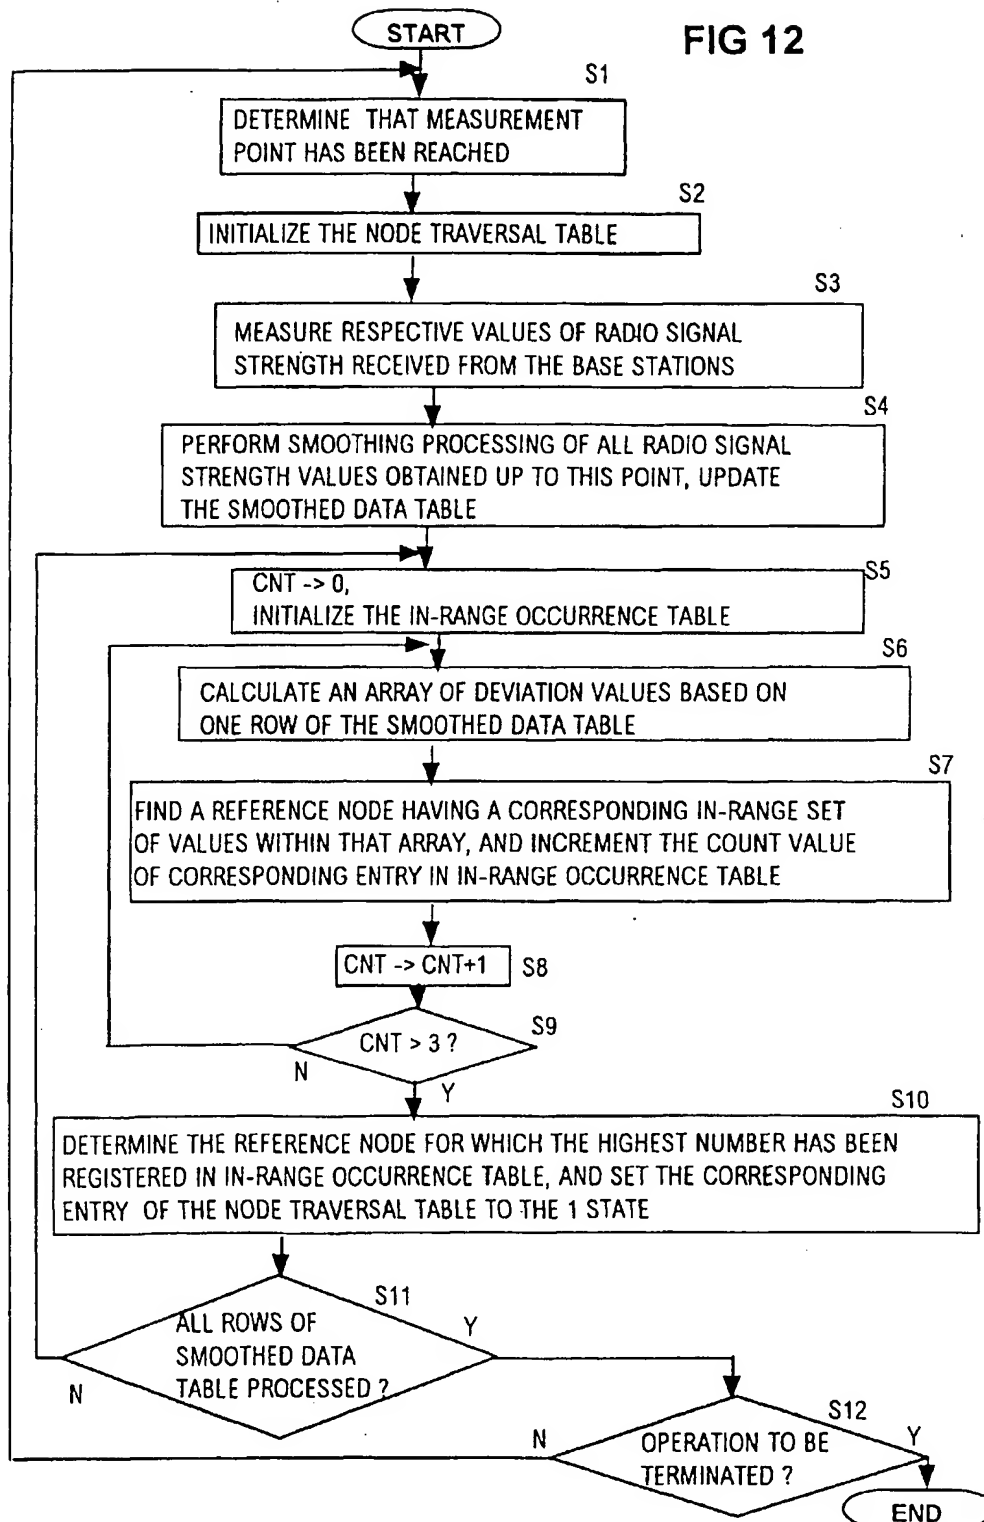 START
FIG 12
S1
DETERMINE THAT MEASUREMENT
POINT HAS BEEN REACHED
S2
INITIALIZE THE NODE TRAVERSAL TABLE
S3
MEASURE RESPECTIVE VALUES OF RADIO SIGNAL
STRENGTH RECEIVED FROM THE BASE STATIONS
S4
PERFORM SMOOTHING PROCESSING OF ALL RADIO SIGNAL
STRENGTH VALUES OBTAINED UP TO THIS POINT, UPDATE
THE SMOOTHED DATA TABLE
S5
CNT -> 0,
INITIALIZE THE IN-RANGE OCCURRENCE TABLE
S6
CALCULATE AN ARRAY OF DEVIATION VALUES BASED ON
ONE ROW OF THE SMOOTHED DATA TABLE
S7
FIND A REFERENCE NODE HAVING A CORRESPONDING IN-RANGE SET
OF VALUES WITHIN THAT ARRAY, AND INCREMENT THE COUNT VALUE
OF CORRESPONDING ENTRY IN IN-RANGE OCCURRENCE TABLE
CNT -> CNT+1
S8
S9
CNT > 3 ?
N
Y
S10
DETERMINE THE REFERENCE NODE FOR WHICH THE HIGHEST NUMBER HAS BEEN
REGISTERED IN IN-RANGE OCCURRENCE TABLE, AND SET THE CORRESPONDING
ENTRY OF THE NODE TRAVERSAL TABLE TO THE 1 STATE
S11
ALL ROWS OF
SMOOTHED DATA
TABLE PROCESSED ?
Y
N
S12
OPERATION TO BE
TERMINATED ?
N
Y
END